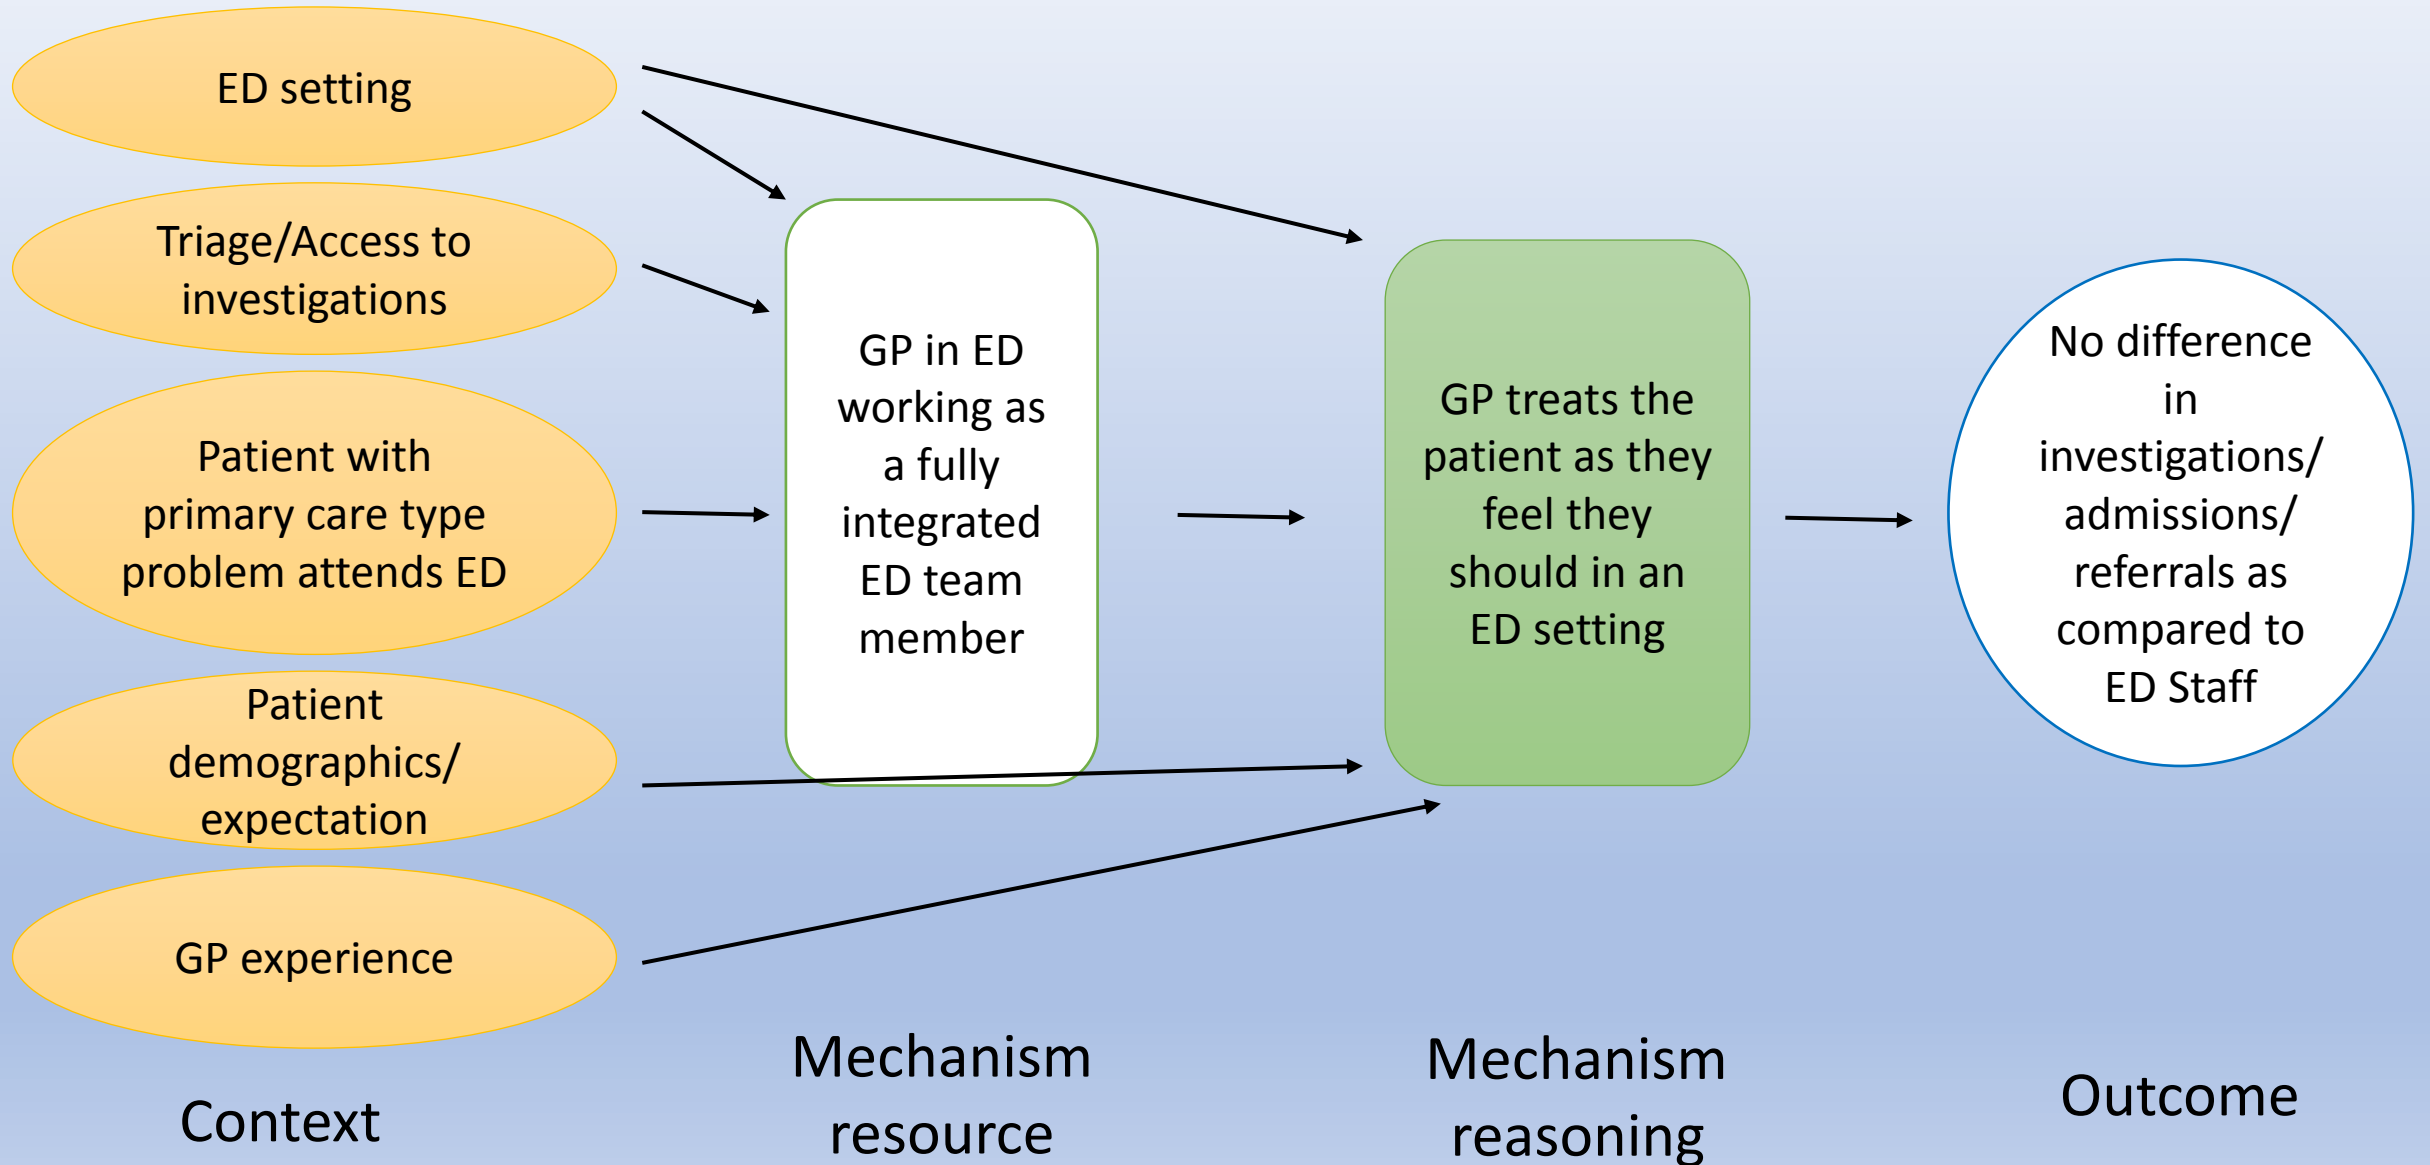 ED setting
Triage/Access to
investigations
Patient with
primary care type
problem attends ED
Patient
demographics/
expectation
GP experience
Context
GP in ED
working as
a fully
integrated
ED team
member
Mechanism
resource
GP treats the
patient as they
feel they
should in an
ED setting
Mechanism
reasoning
No difference
in
investigations/
admissions/
referrals as
compared to
ED Staff
Outcome